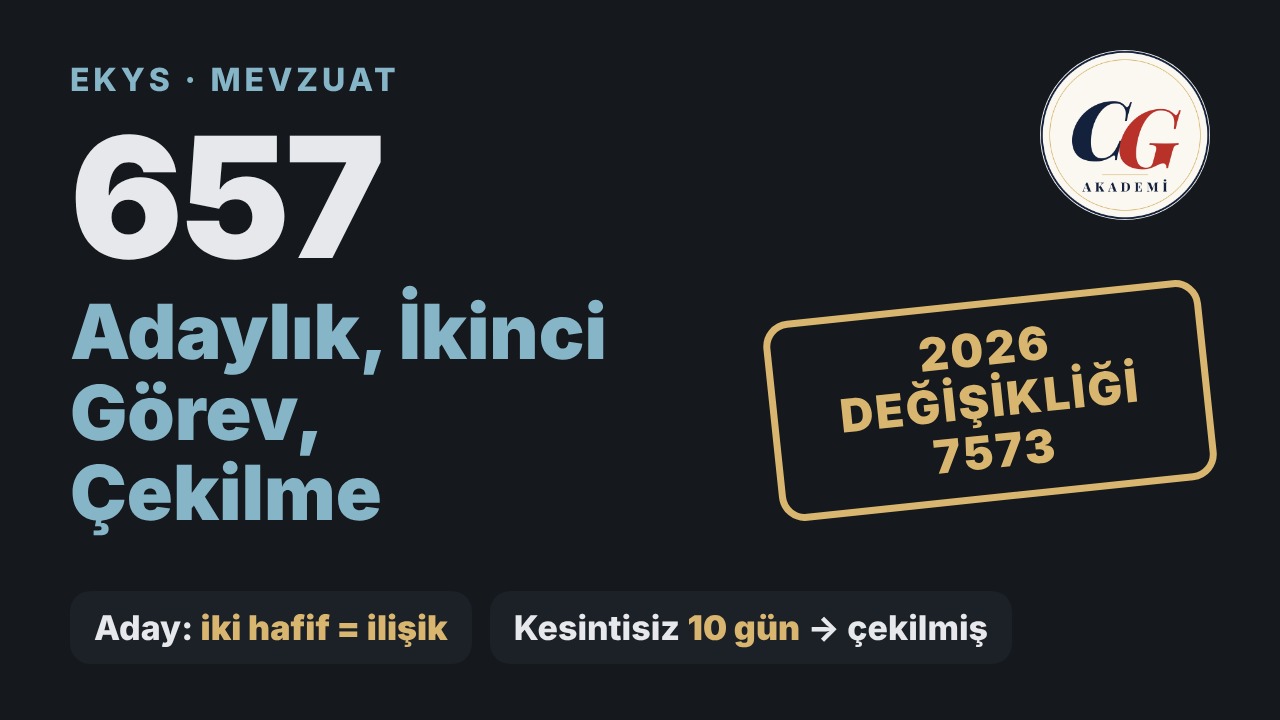 EKYS · MEVZUAT
657
Adaylık, İkinci
Görev,
Çekilme
CG
AKADEMİ
2026
DEĞİŞİKLİĞİ
7573
Aday: iki hafif = ilişik
Kesintisiz 10 gün → çekilmiş